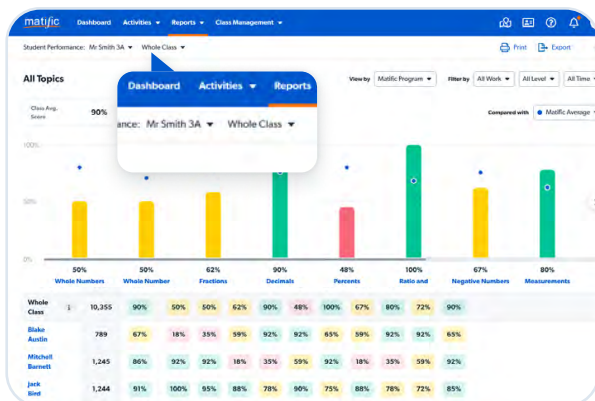 matific Dashboard Activities Reports Class Management
Student Performance: Mr Smith 3A Whole Class Print Export
All Topics View by Matific Program Filter by All Work All Level All Time
Dashboard Activities Reports
ance: Mr Smith 3A Whole Class
Class Avg. Score 90% Compared with Matific Average
100%
50%
0%
50% 50% 62% 90% 48% 100% 67% 80%
Whole Numbers Whole Number Fractions Decimals Percents Ratio and Negative Numbers Measurements
Whole Class i 10,355 90% 50% 50% 62% 90% 48% 100% 67% 80% 72% 90%
Blake Austin 789 67% 18% 35% 59% 92% 92% 65% 59% 92% 92% 65%
Mitchell Barnett 1,245 86% 92% 92% 18% 35% 59% 92% 18% 35% 59% 92%
Jack Bird 1,244 91% 100% 95% 88% 78% 90% 75% 88% 78% 72% 85%